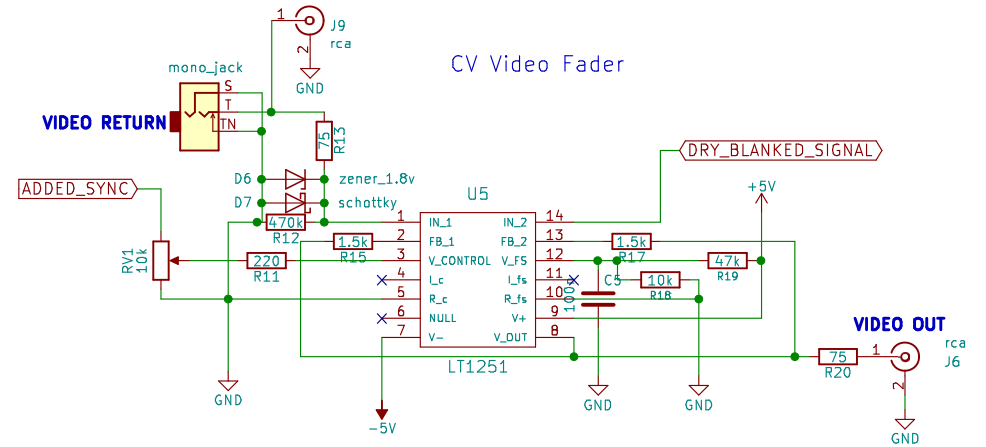 1
J9
rca
2
GND
CV Video Fader
mono_jack
S
T
TN
VIDEO RETURN
75
R13
DRY_BLANKED_SIGNAL
D6
zener_1.8v
ADDED_SYNC
D7
schottky
U5
+5V
470k
R12
1
IN_1
IN_2
14
1.5k
R15
2
FB_1
FB_2
13
1.5k
R17
RV1
10k
220
R11
3
V_CONTROL
V_FS
12
47k
R19
4
I_c
I_fs
11
C5
100n
10k
R18
5
R_c
R_fs
10
6
NULL
V+
9
7
V-
V_OUT
8
LT1251
VIDEO OUT
75
R20
1
rca
J6
2
GND
-5V
GND
GND
GND